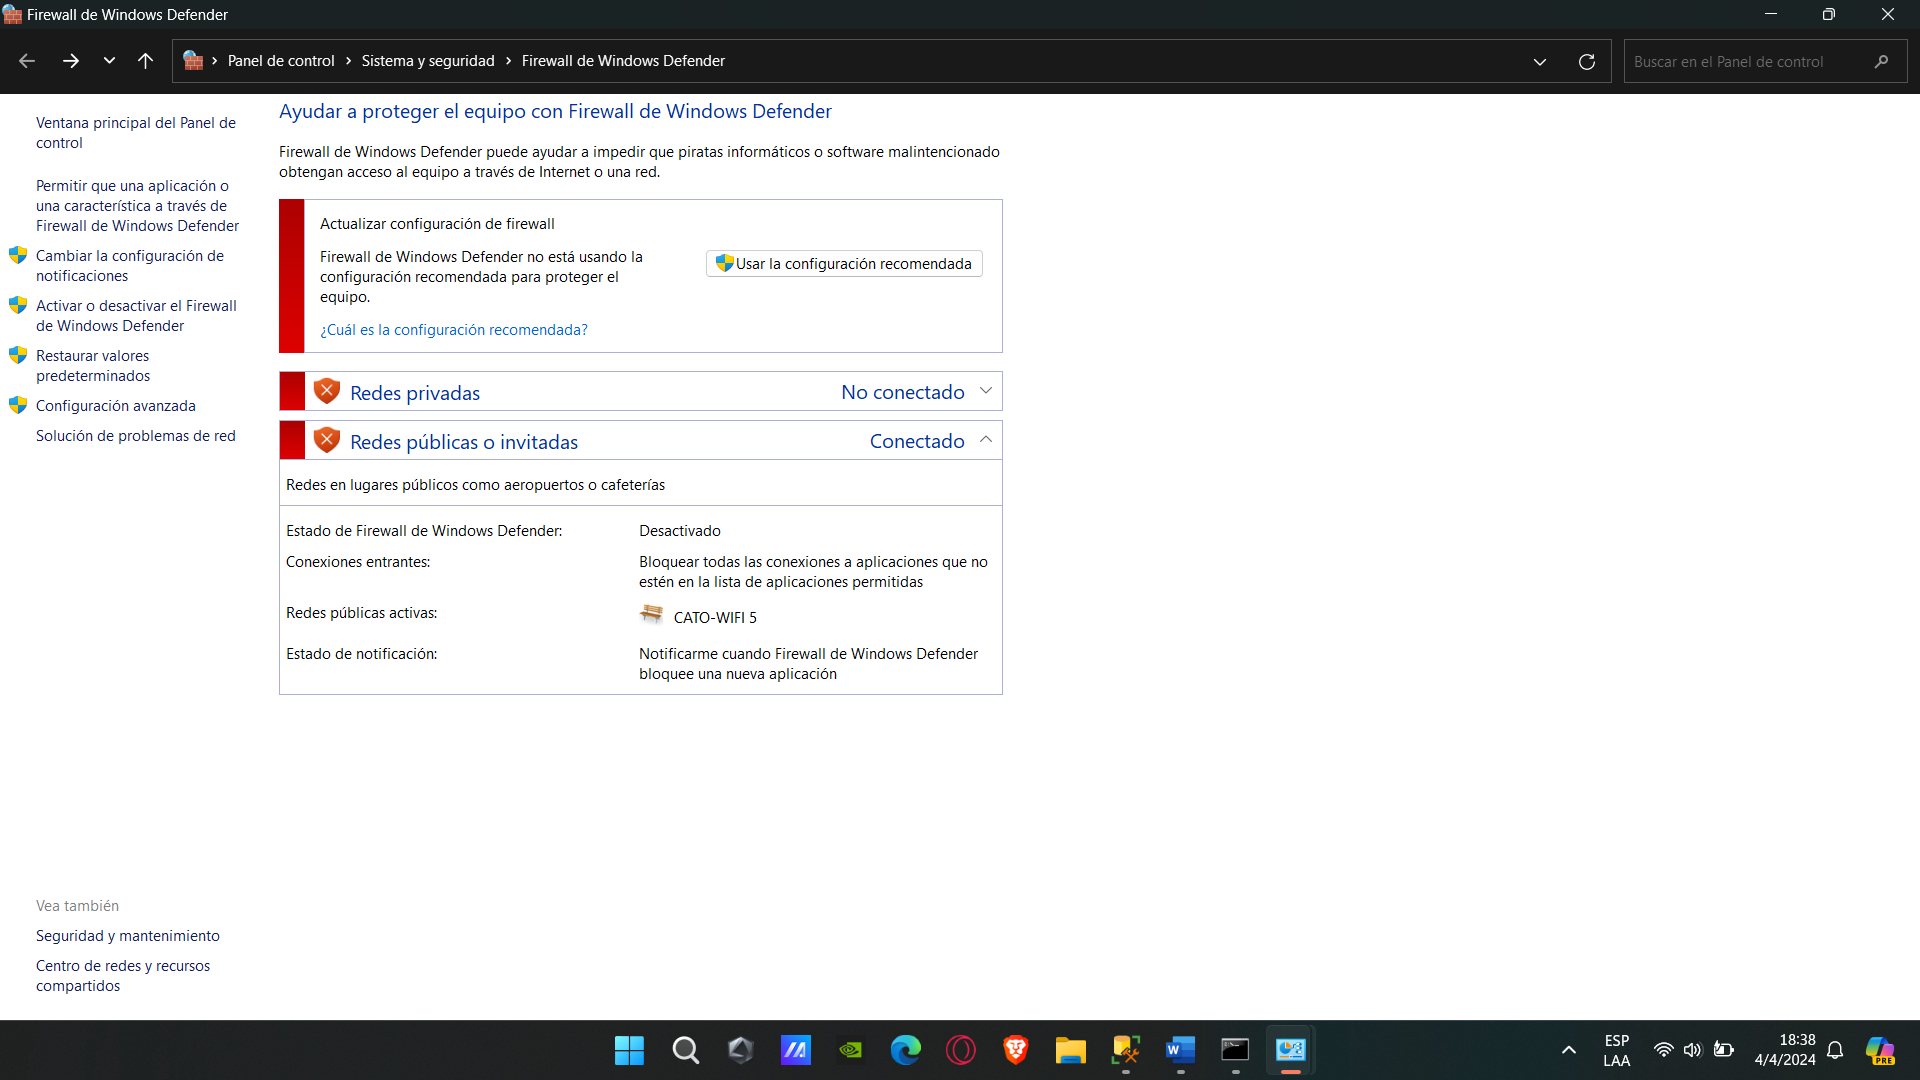 Firewall de Windows Defender
Panel de control > Sistema y seguridad > Firewall de Windows Defender
Buscar en el Panel de control
Ventana principal del Panel de
control
Permitir que una aplicación o
una característica a través de
Firewall de Windows Defender
Cambiar la configuración de
notificaciones
Activar o desactivar el Firewall
de Windows Defender
Restaurar valores
predeterminados
Configuración avanzada
Solución de problemas de red
Ayudar a proteger el equipo con Firewall de Windows Defender
Firewall de Windows Defender puede ayudar a impedir que piratas informáticos o software malintencionado
obtengan acceso al equipo a través de Internet o una red.
Actualizar configuración de firewall
Firewall de Windows Defender no está usando la
configuración recomendada para proteger el
equipo.
Usar la configuración recomendada
¿Cuál es la configuración recomendada?
Redes privadas No conectado
Redes públicas o invitadas Conectado
Redes en lugares públicos como aeropuertos o cafeterías
Estado de Firewall de Windows Defender: Desactivado
Conexiones entrantes: Bloquear todas las conexiones a aplicaciones que no
estén en la lista de aplicaciones permitidas
Redes públicas activas: CATO-WIFI 5
Estado de notificación: Notificarme cuando Firewall de Windows Defender
bloquee una nueva aplicación
Vea también
Seguridad y mantenimiento
Centro de redes y recursos
compartidos
ESP
LAA
18:38
4/4/2024
PRE